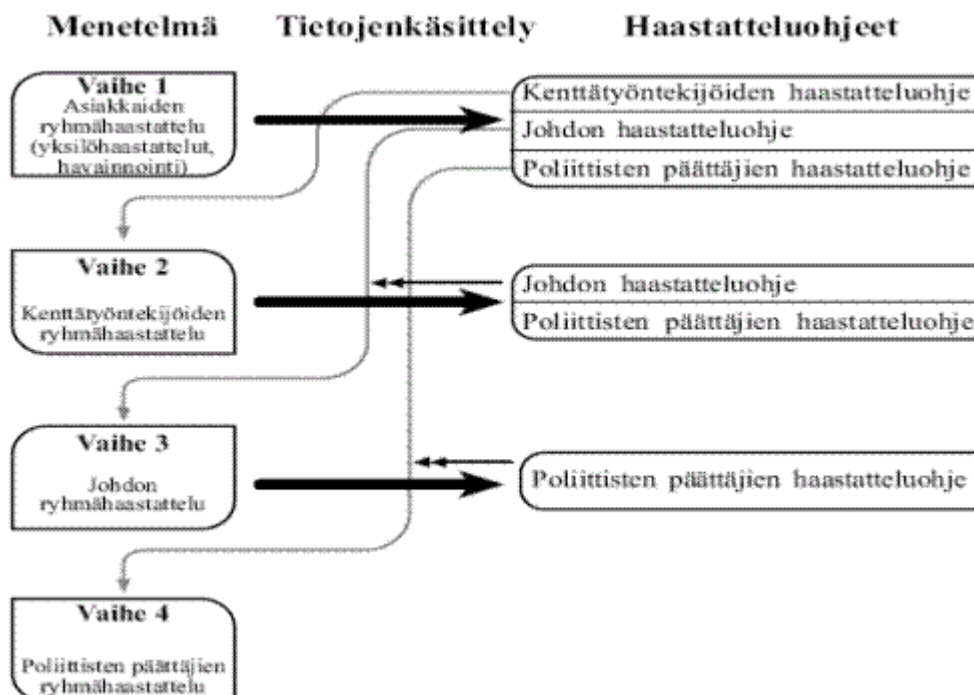 Menetelmä
Tietojenkäsittely
Haastatteluohjeet
Vaihe 1
Asiakkaiden
ryhmähaastattelu
(yksilöhaastattelut,
havainnointi)
Kenttätyöntekijöiden haastatteluohje
Johdon haastatteluohje
Poliittisten päättäjien haastatteluohje
Vaihe 2
Kenttätyöntekijöiden
ryhmähaastattelu
Johdon haastatteluohje
Poliittisten päättäjien haastatteluohje
Vaihe 3
Johdon
ryhmähaastattelu
Poliittisten päättäjien haastatteluohje
Vaihe 4
Poliittisten päättäjien
ryhmähaastattelu